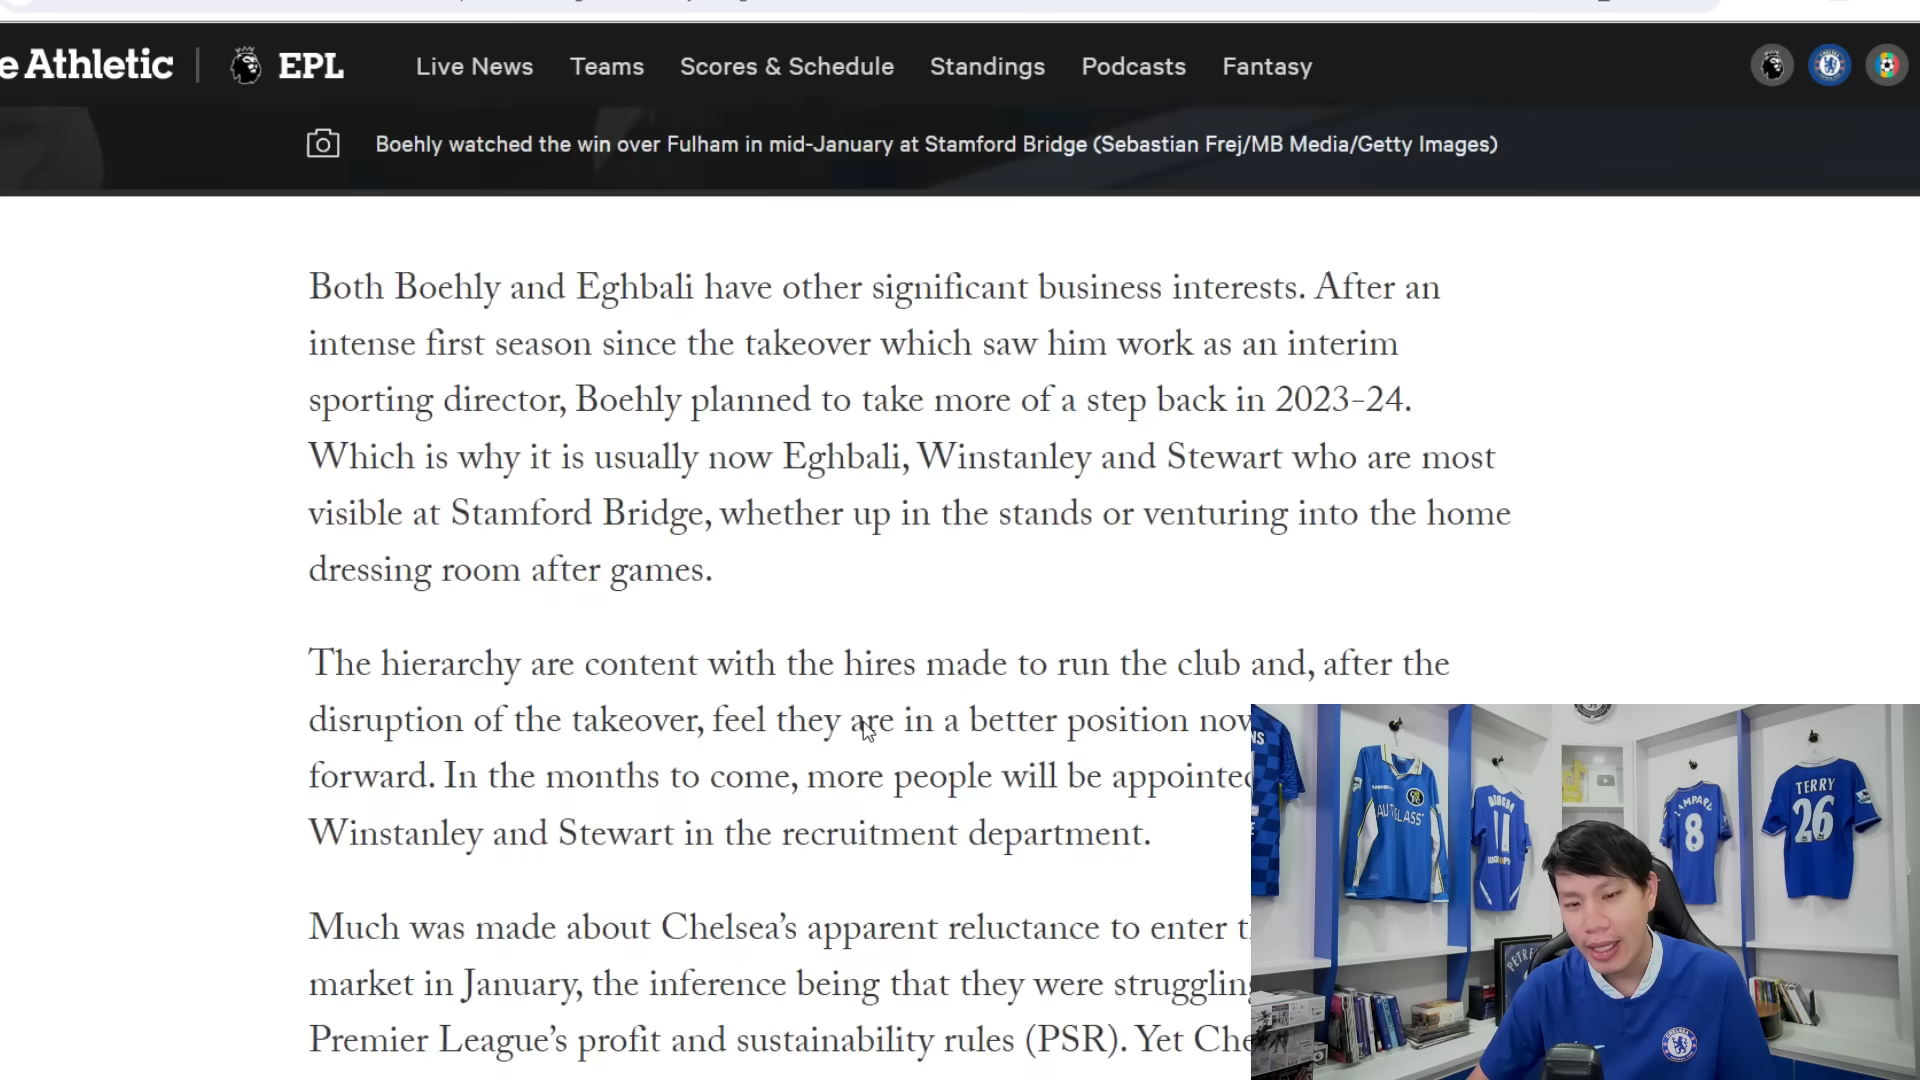 e Athletic EPL Live News Teams Scores & Schedule Standings Podcasts Fantasy
Boehly watched the win over Fulham in mid-January at Stamford Bridge (Sebastian Frej/MB Media/Getty Images)
Both Boehly and Eghbali have other significant business interests. After an
intense first season since the takeover which saw him work as an interim
sporting director, Boehly planned to take more of a step back in 2023-24.
Which is why it is usually now Eghbali, Winstanley and Stewart who are most
visible at Stamford Bridge, whether up in the stands or venturing into the home
dressing room after games.
The hierarchy are content with the hires made to run the club and, after the
disruption of the takeover, feel they are in a better position now
forward. In the months to come, more people will be appointed
Winstanley and Stewart in the recruitment department.
Much was made about Chelsea's apparent reluctance to enter t
market in January, the inference being that they were struggling
Premier League's profit and sustainability rules (PSR). Yet Che
AUTOGLASS
11
LAMPARD
8
TERRY
26
PETR